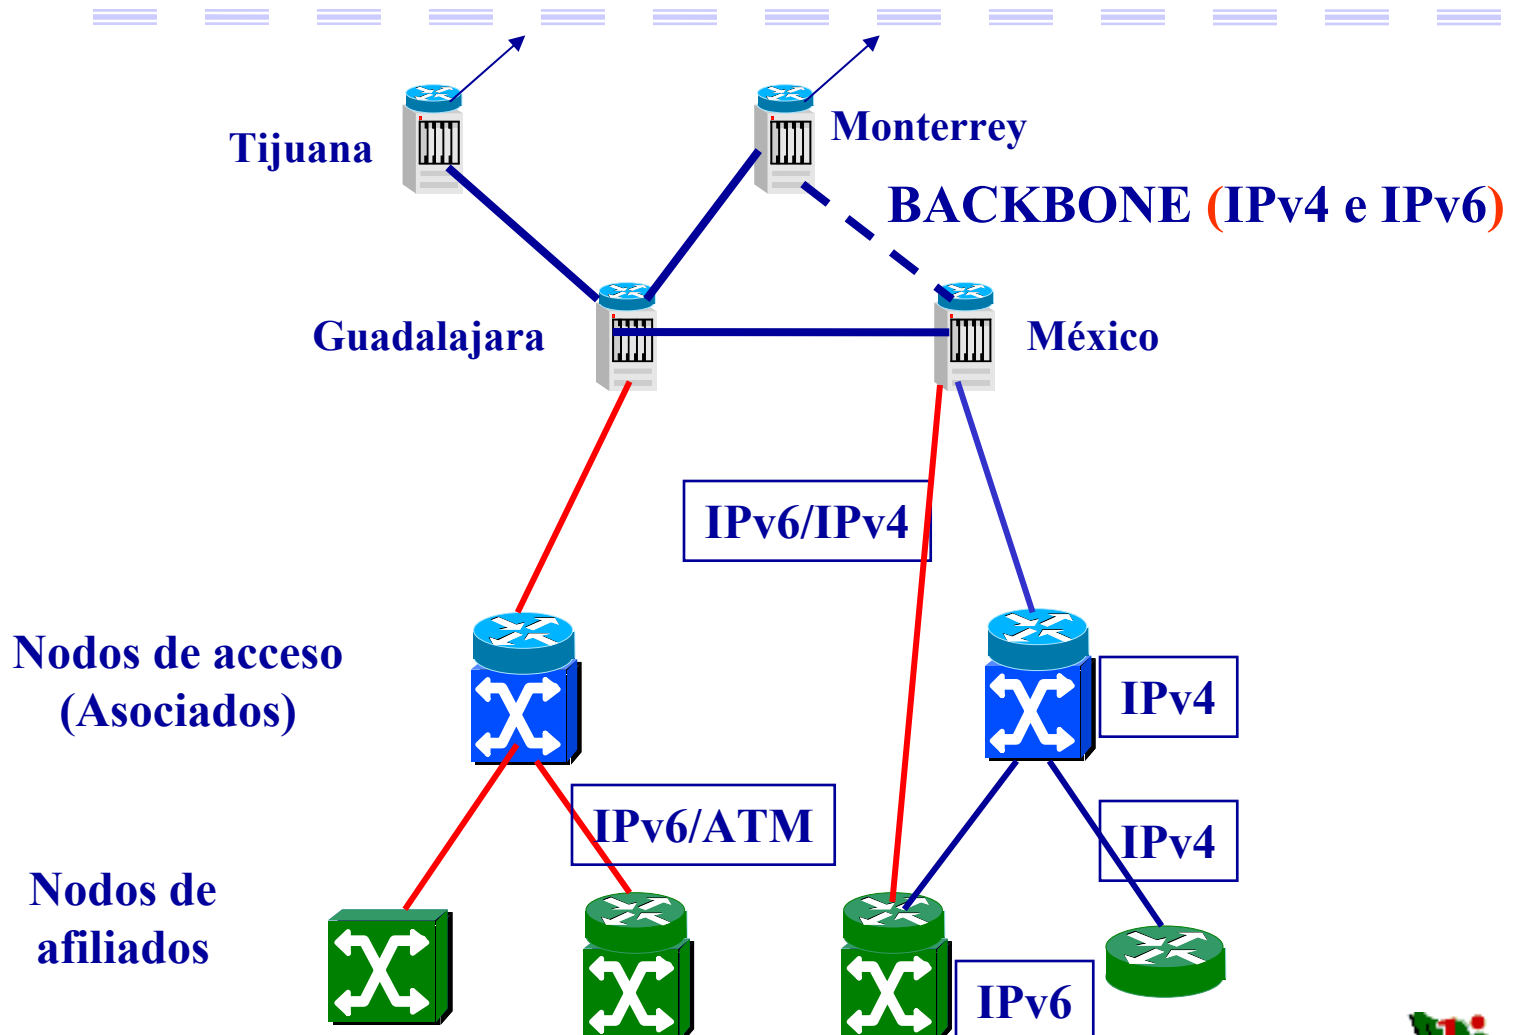 Tijuana
Monterrey
BACKBONE (IPv4 e IPv6)
Guadalajara
México
IPv6/IPv4
Nodos de acceso
(Asociados)
IPv4
IPv6/ATM
IPv4
Nodos de
afiliados
IPv6